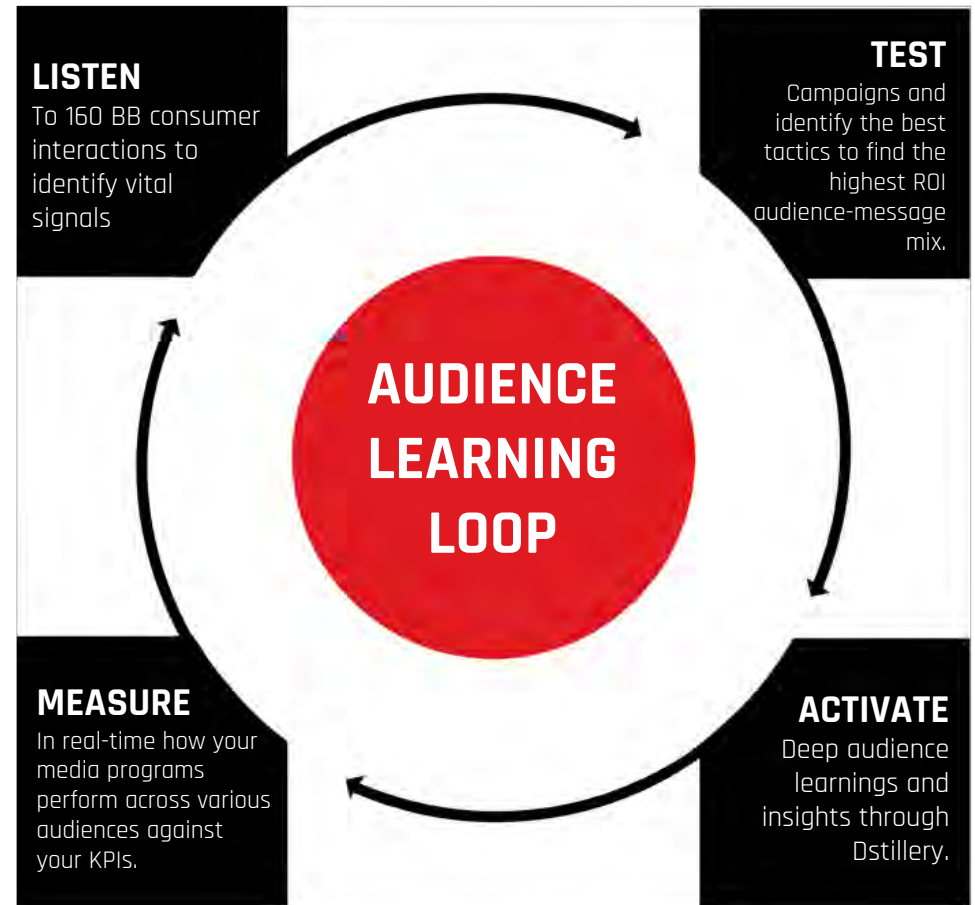 LISTEN
To 160 BB consumer
interactions to
identify vital
signals
TEST
Campaigns and
identify the best
tactics to find the
highest ROI
audience-message
mix.
AUDIENCE
LEARNING
LOOP
MEASURE
In real-time how your
media programs
perform across various
audiences against
your KPIs.
ACTIVATE
Deep audience
learnings and
insights through
Dstillery.